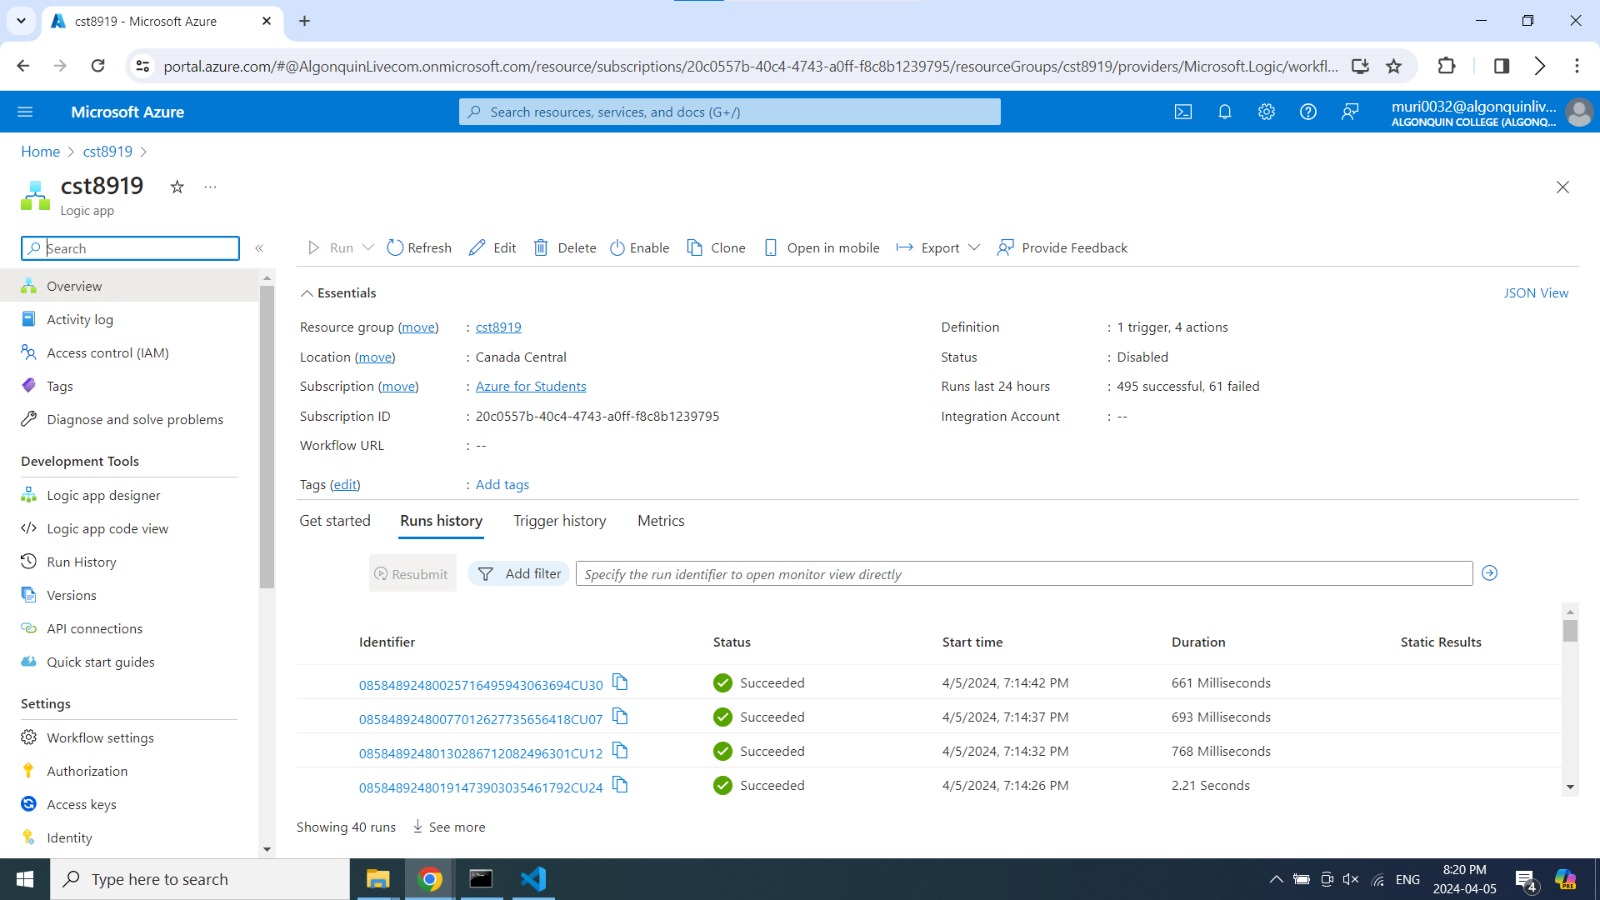 cst8919 - Microsoft Azure
portal.azure.com/#@AlgonquinLivecom.onmicrosoft.com/resource/subscriptions/20c0557b-40c4-4743-a0ff-f8c8b1239795/resourceGroups/cst8919/providers/Microsoft.Logic/workfl...
Microsoft Azure
Search resources, services, and docs (G+/)
muri0032@algonquinliv...
ALGONQUIN COLLEGE (ALGONQ...
Home > cst8919 >
cst8919
Logic app
Search
Run Refresh Edit Delete Enable Clone Open in mobile Export Provide Feedback
Overview
Activity log
Access control (IAM)
Tags
Diagnose and solve problems
Development Tools
Logic app designer
Logic app code view
Run History
Versions
API connections
Quick start guides
Settings
Workflow settings
Authorization
Access keys
Identity
Essentials
JSON View
Resource group (move) : cst8919
Location (move) : Canada Central
Subscription (move) : Azure for Students
Subscription ID : 20c0557b-40c4-4743-a0ff-f8c8b1239795
Workflow URL : --
Definition : 1 trigger, 4 actions
Status : Disabled
Runs last 24 hours : 495 successful, 61 failed
Integration Account : --
Tags (edit) : Add tags
Get started Runs history Trigger history Metrics
Resubmit Add filter Specify the run identifier to open monitor view directly
Identifier Status Start time Duration Static Results
08584892480025716495943063694CU30 Succeeded 4/5/2024, 7:14:42 PM 661 Milliseconds
08584892480077012627735656418CU07 Succeeded 4/5/2024, 7:14:37 PM 693 Milliseconds
08584892480130286712082496301CU12 Succeeded 4/5/2024, 7:14:32 PM 768 Milliseconds
08584892480191473903035461792CU24 Succeeded 4/5/2024, 7:14:26 PM 2.21 Seconds
Showing 40 runs See more
Type here to search
ENG
8:20 PM
2024-04-05
4
PRE